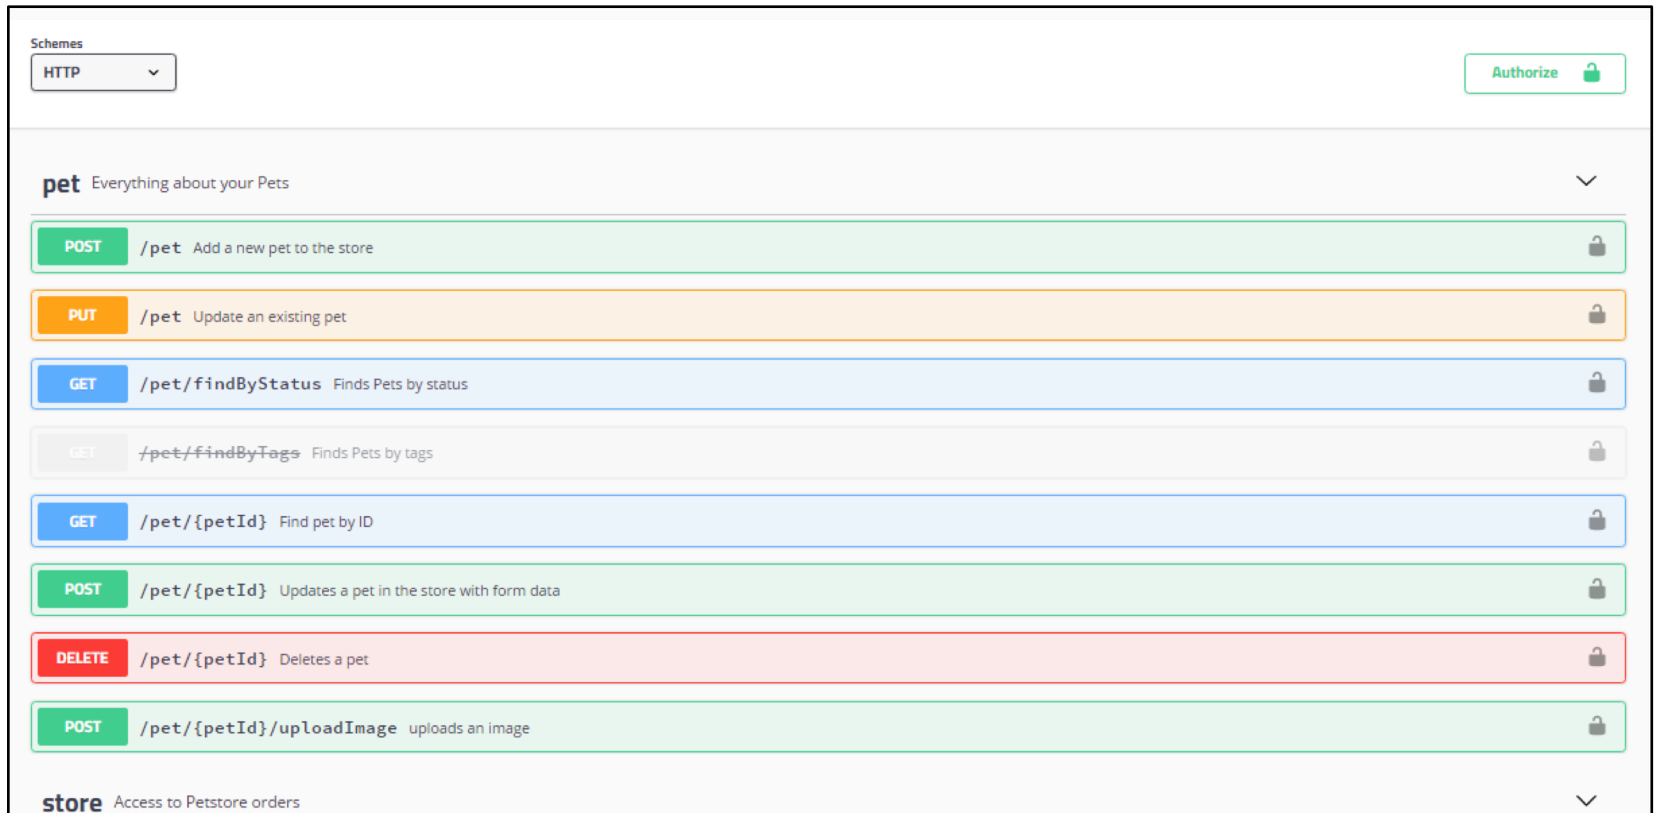 Schemes
HTTP
Authorize
pet Everything about your Pets
POST /pet Add a new pet to the store
PUT /pet Update an existing pet
GET /pet/findByStatus Finds Pets by status
GET /pet/findByTags Finds Pets by tags
GET /pet/{petId} Find pet by ID
POST /pet/{petId} Updates a pet in the store with form data
DELETE /pet/{petId} Deletes a pet
POST /pet/{petId}/uploadImage uploads an image
store Access to Petstore orders